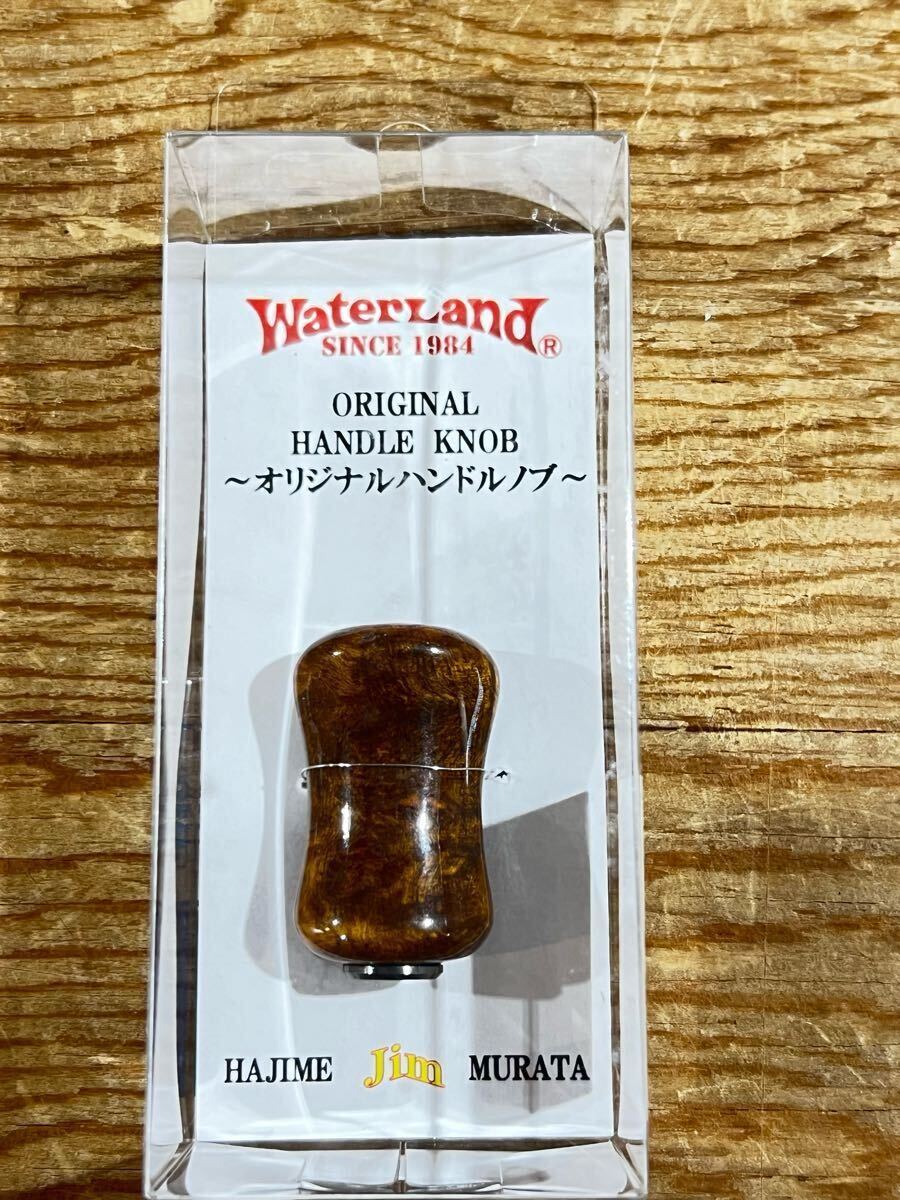 WaterLand
SINCE 1984 ®
ORIGINAL
HANDLE KNOB
～オリジナルハンドルノブ～
HAJIME Jim MURATA